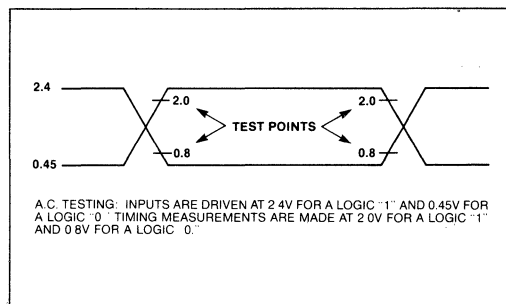 2.4
2.0
TEST POINTS
2.0
0.8
0.8
0.45
A.C. TESTING: INPUTS ARE DRIVEN AT 2 4V FOR A LOGIC "1" AND 0.45V FOR
A LOGIC "0 ' TIMING MEASUREMENTS ARE MADE AT 2 0V FOR A LOGIC "1"
AND 0 8V FOR A LOGIC 0."